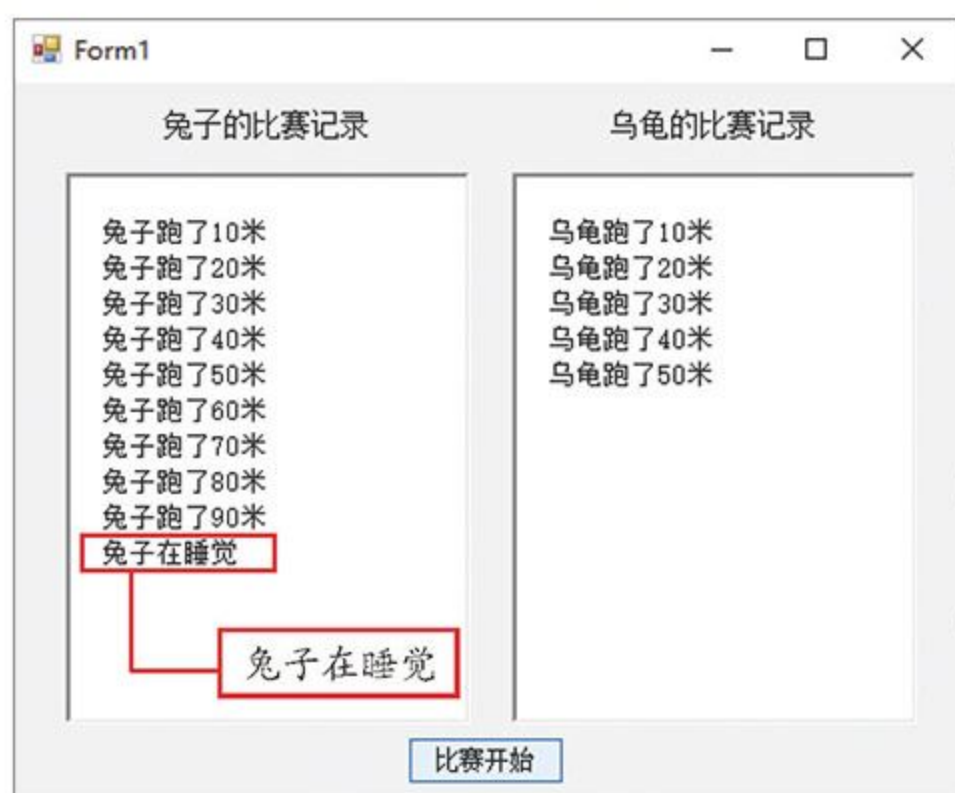 Form1
兔子的比赛记录
乌龟的比赛记录
兔子跑了10米
兔子跑了20米
兔子跑了30米
兔子跑了40米
兔子跑了50米
兔子跑了60米
兔子跑了70米
兔子跑了80米
兔子跑了90米
兔子在睡觉
兔子在睡觉
乌龟跑了10米
乌龟跑了20米
乌龟跑了30米
乌龟跑了40米
乌龟跑了50米
比赛开始